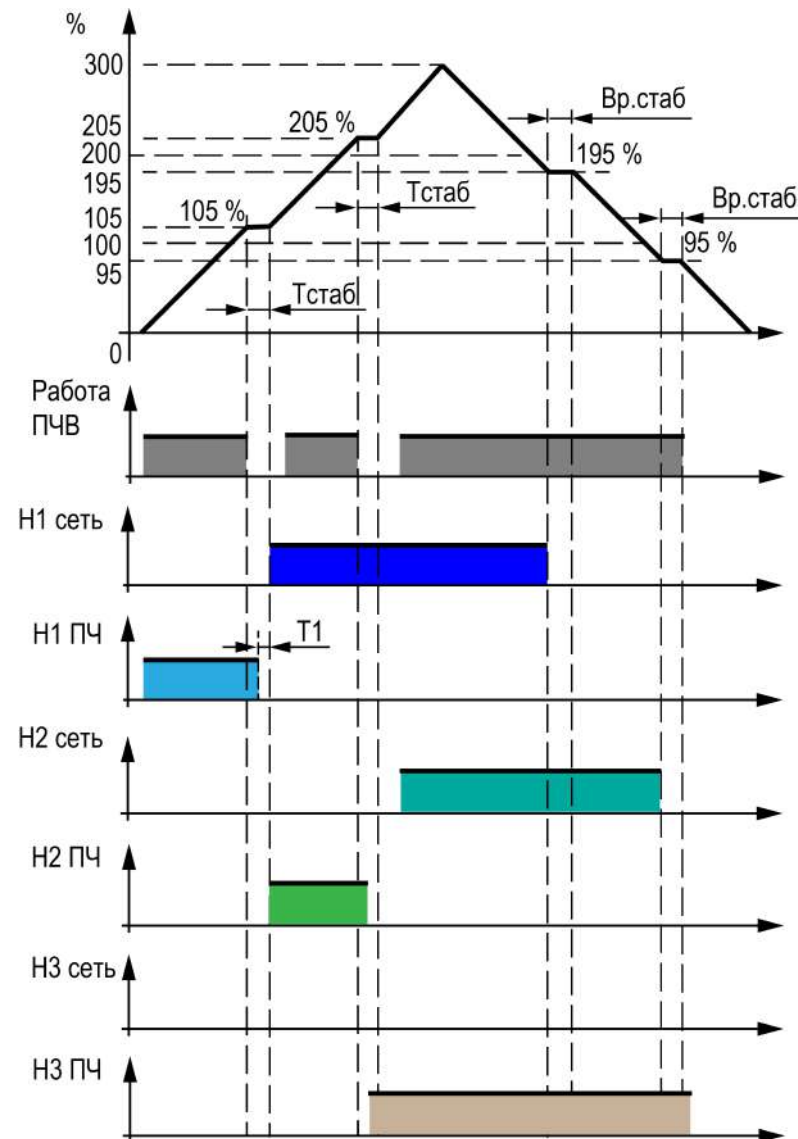 %
300
Вр.стаб
205
205 %
200
195 %
195
Тстаб
Вр.стаб
105
105 %
100
95 %
95
Тстаб
0
Работа
ПЧВ
Н1 сеть
Н1 ПЧ
Т1
Н2 сеть
Н2 ПЧ
Н3 сеть
Н3 ПЧ